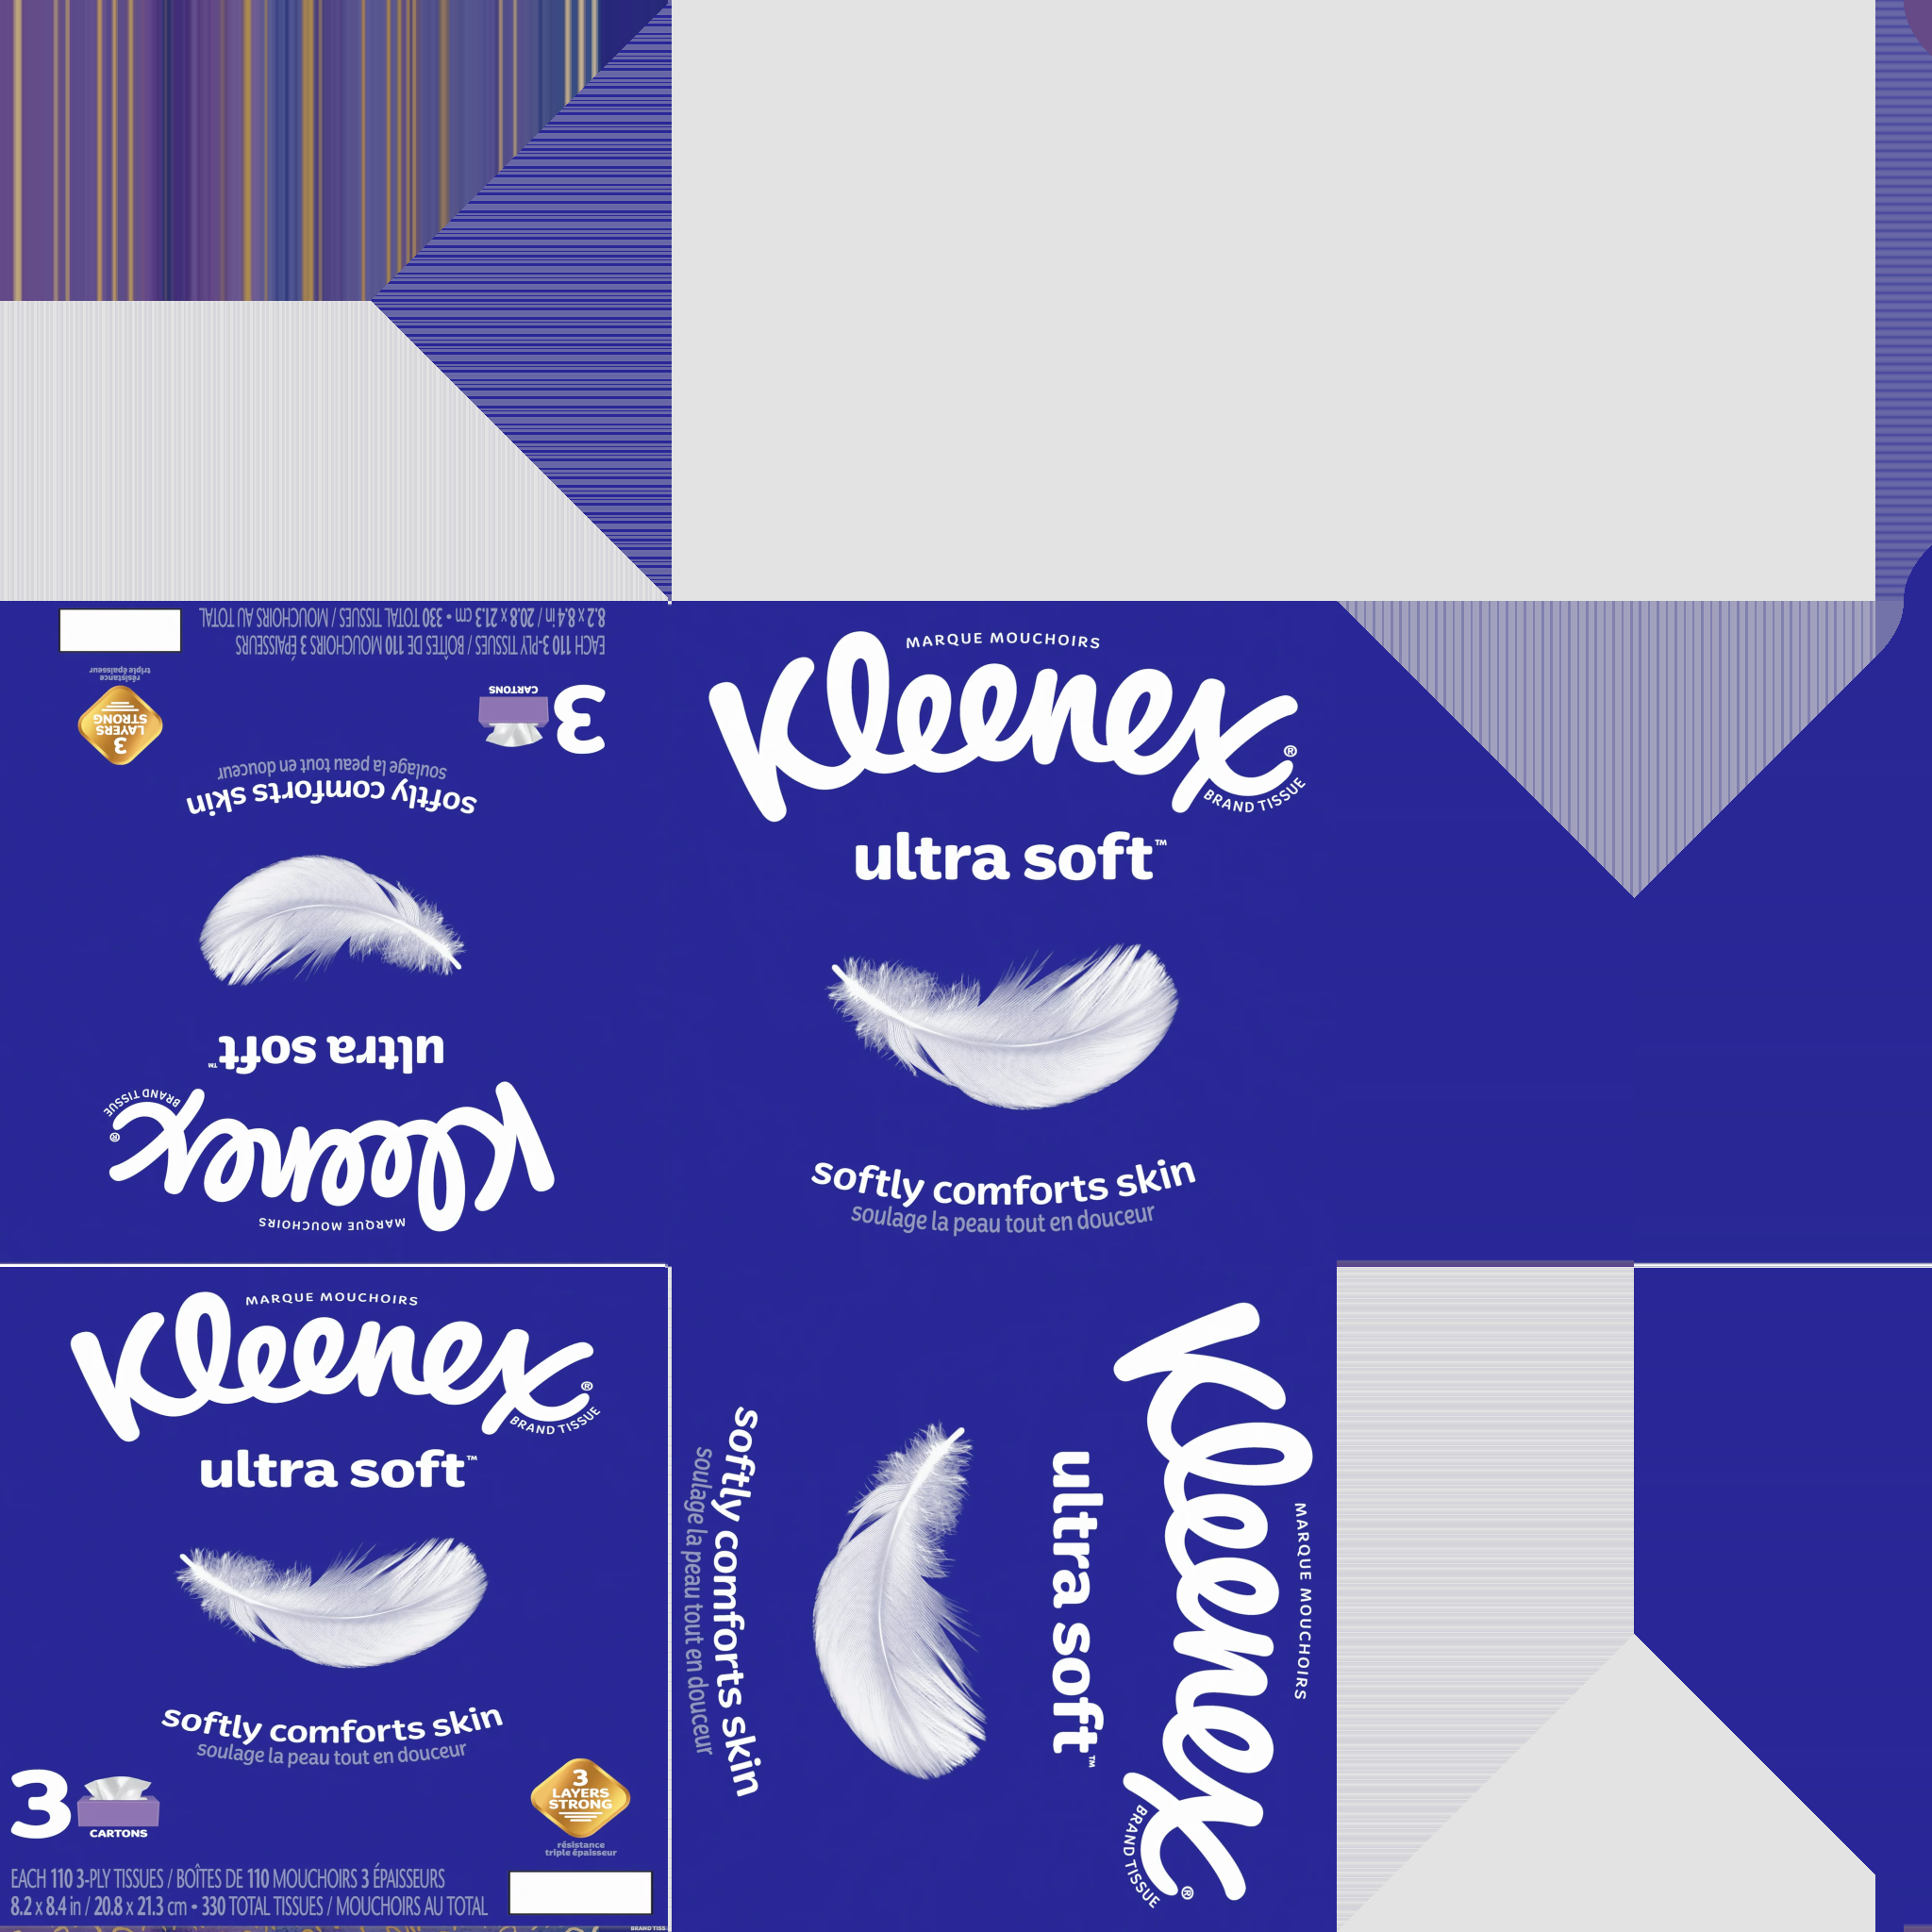 8.2 x 8.4 in / 20.8 x 21.3 cm • 330 TOTAL TISSUES / MOUCHOIRS AU TOTAL
EACH 110 3-PLY TISSUES / BOÎTES DE 110 MOUCHOIRS 3 ÉPAISSEURS
résistance
triple épaisseur
3
LAYERS
STRONG
3
CARTONS
soulage la peau tout en douceur
softly comforts skin
ultra soft™
BRAND TISSUE
Kleenex®
MARQUE MOUCHOIRS
MARQUE MOUCHOIRS
Kleenex®
BRAND TISSUE
ultra soft™
softly comforts skin
soulage la peau tout en douceur
MARQUE MOUCHOIRS
Kleenex®
BRAND TISSUE
ultra soft™
softly comforts skin
soulage la peau tout en douceur
3
CARTONS
3
LAYERS
STRONG
résistance
triple épaisseur
EACH 110 3-PLY TISSUES / BOÎTES DE 110 MOUCHOIRS 3 ÉPAISSEURS
8.2 x 8.4 in / 20.8 x 21.3 cm • 330 TOTAL TISSUES / MOUCHOIRS AU TOTAL
MARQUE MOUCHOIRS
Kleenex®
BRAND TISSUE
ultra soft™
softly comforts skin
soulage la peau tout en douceur